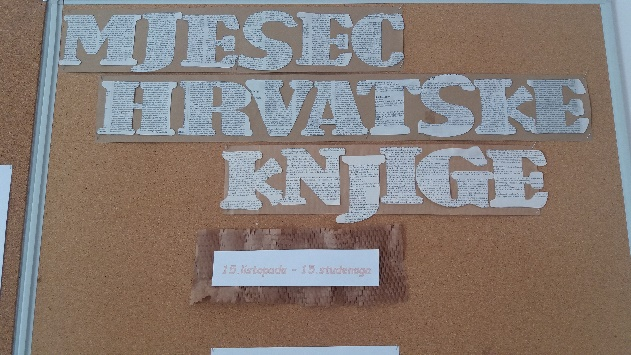 MJESEC
HRVATSKE
KNJIGE
15.listopada - 15.studenoga